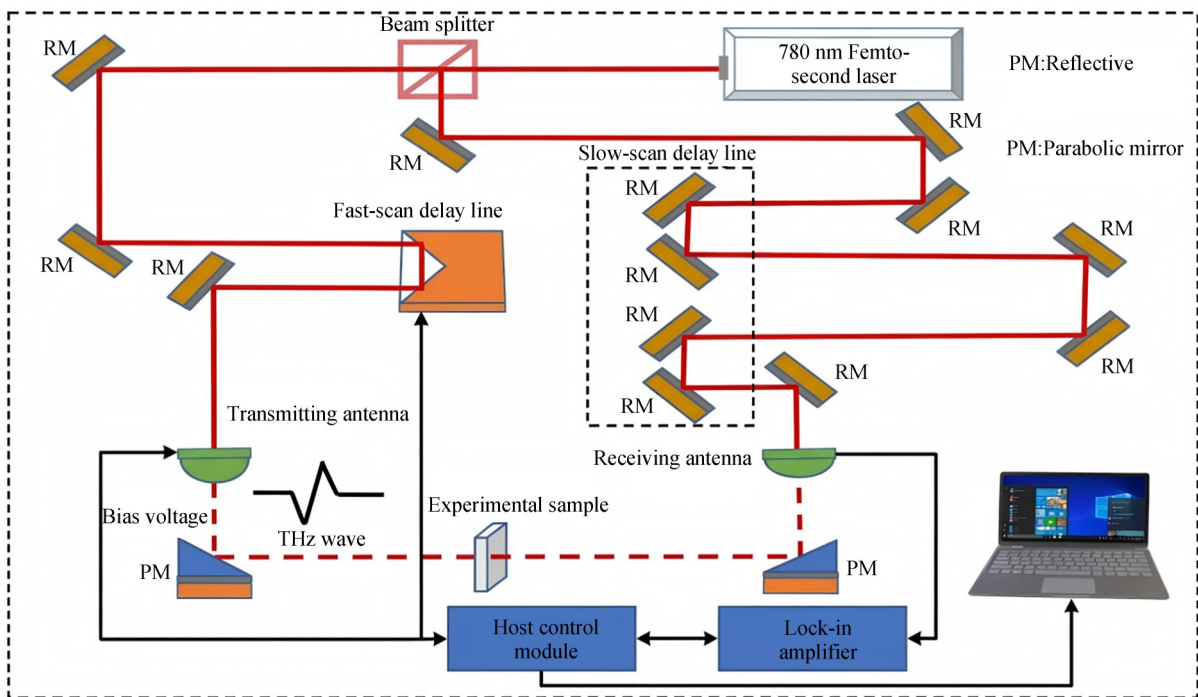 Beam splitter
RM
780 nm Femto-
second laser
PM:Reflective
RM
RM
PM:Parabolic mirror
Slow-scan delay line
RM
RM
Fast-scan delay line
RM
RM
RM
RM
RM
RM
RM
RM
Transmitting antenna
RM
Receiving antenna
Experimental sample
Bias voltage
THz wave
PM
PM
Host control
module
Lock-in
amplifier